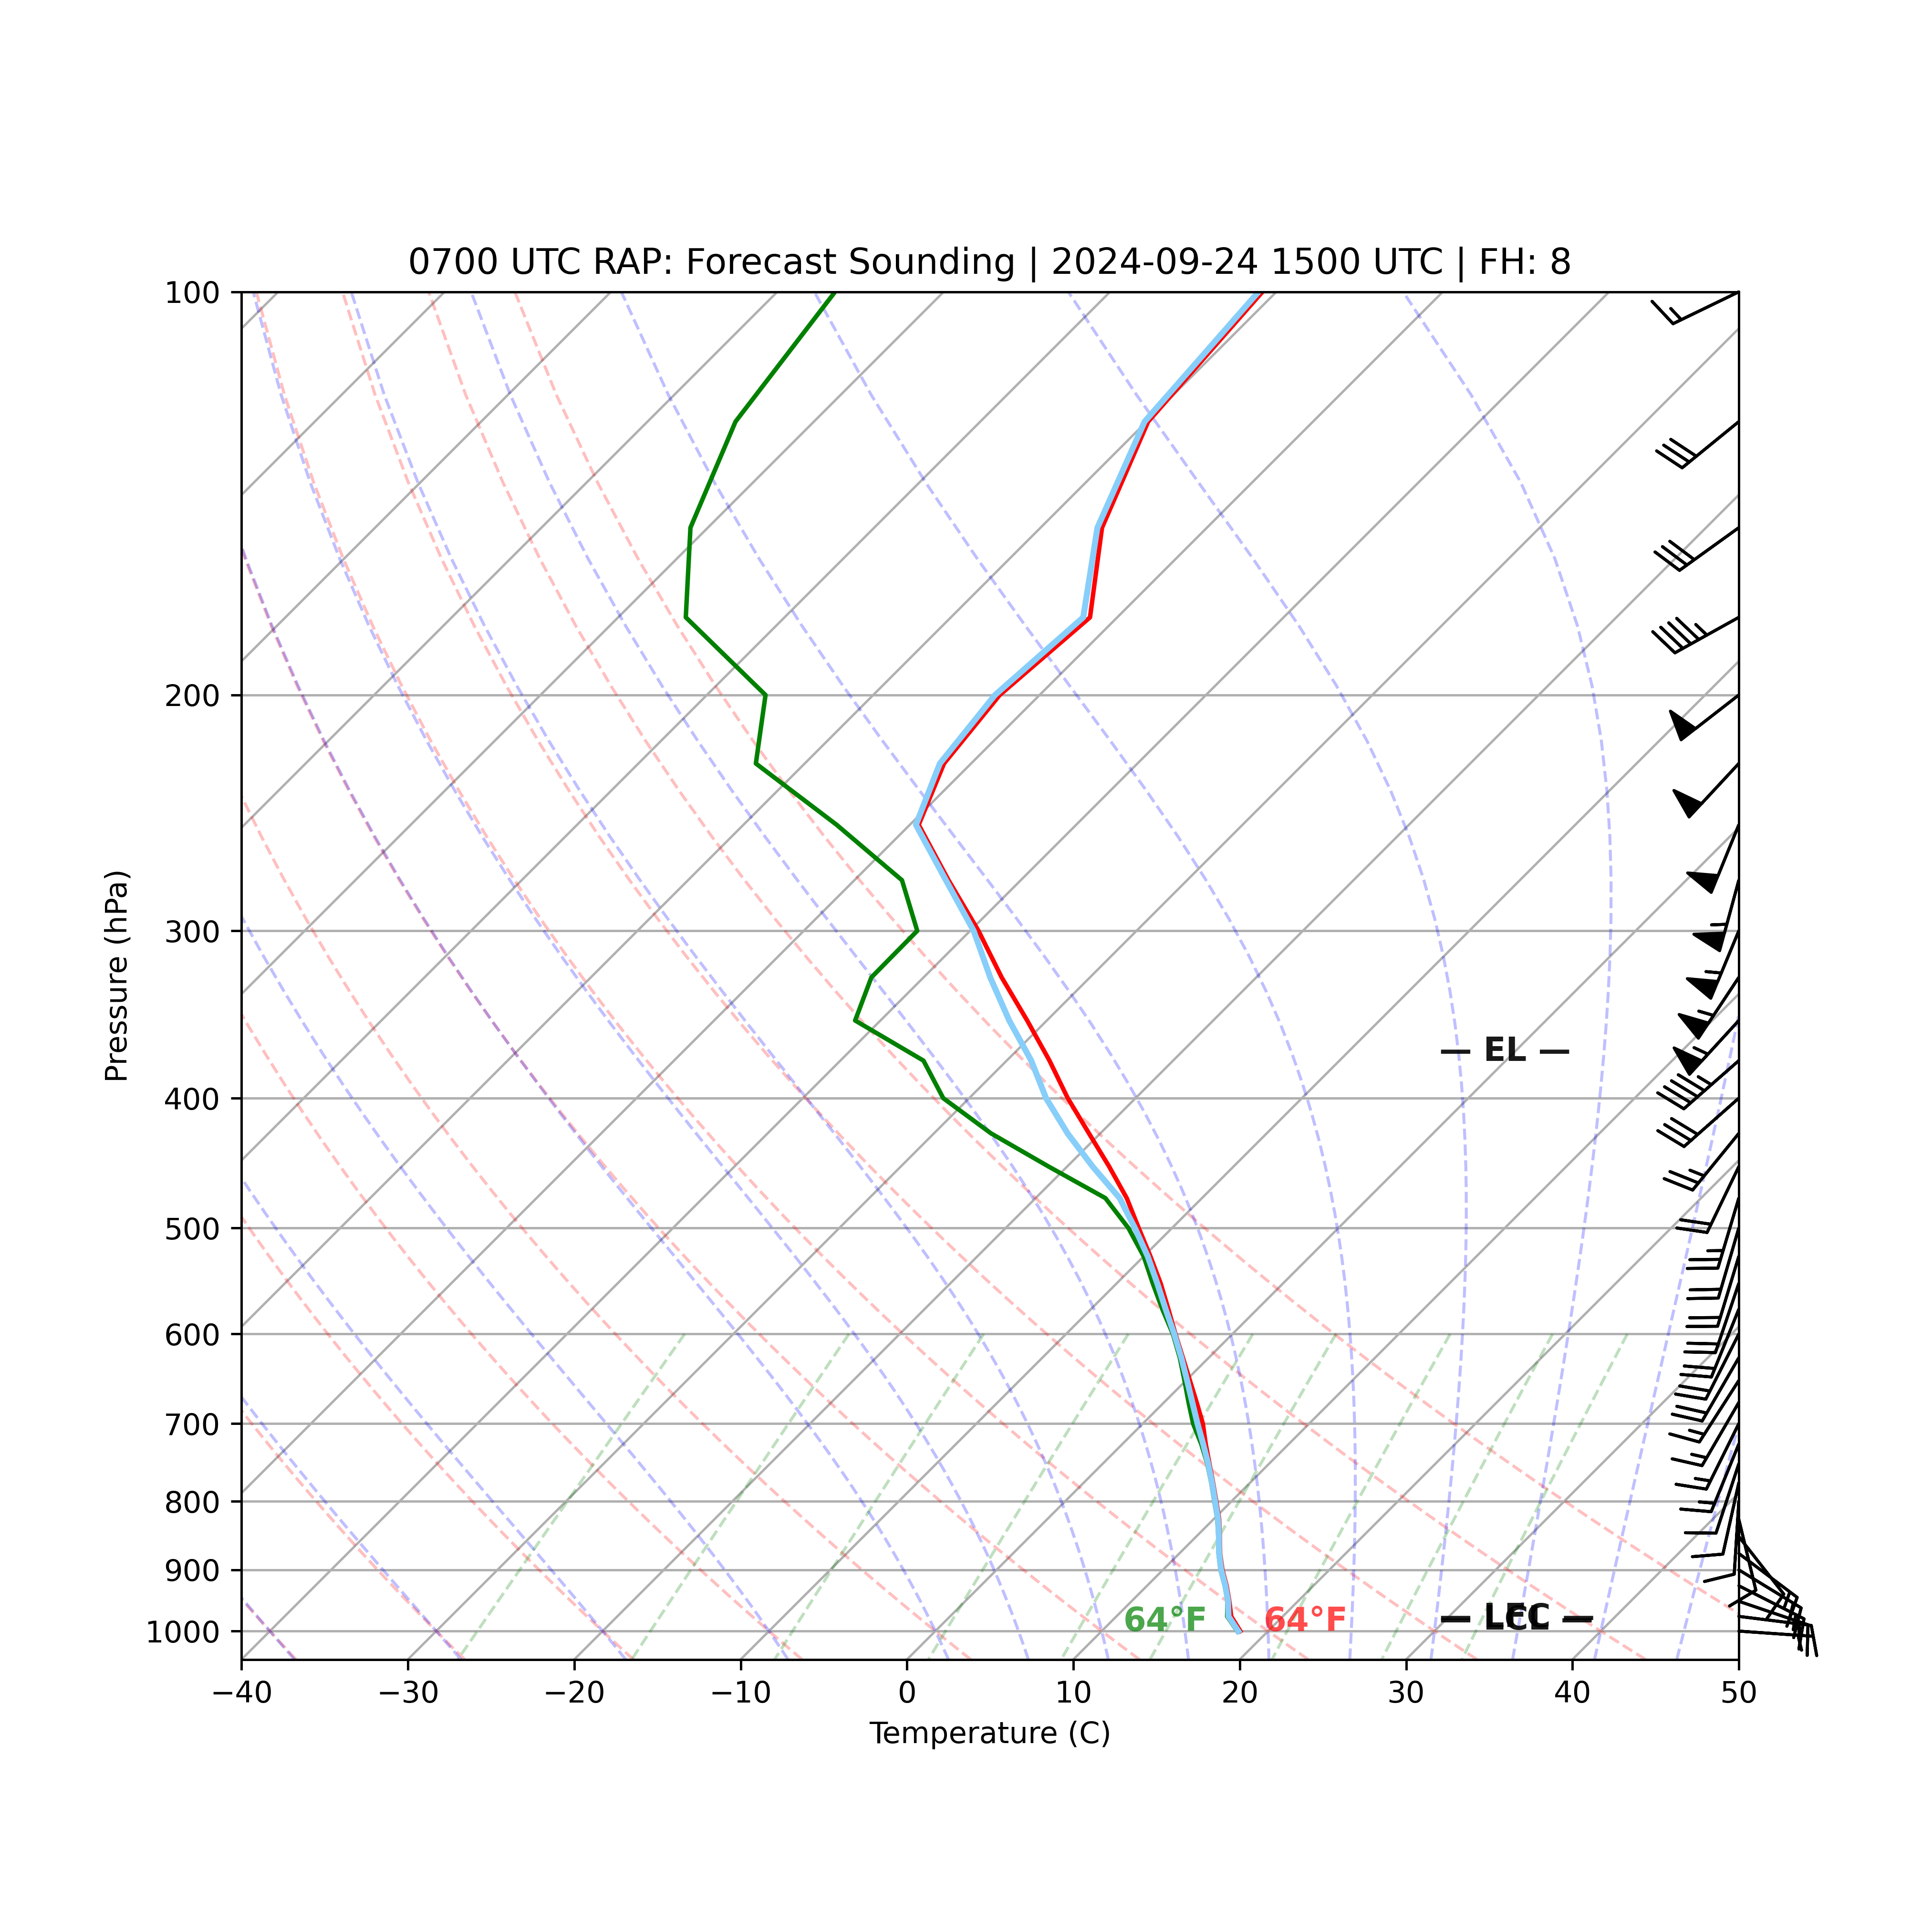 0700 UTC RAP: Forecast Sounding | 2024-09-24 1500 UTC | FH: 8
100
200
300
400
500
600
700
800
900
1000
Pressure (hPa)
— EL —
64°F 64°F
−40 −30 −20 −10 0 10 20 30 40 50
Temperature (C)